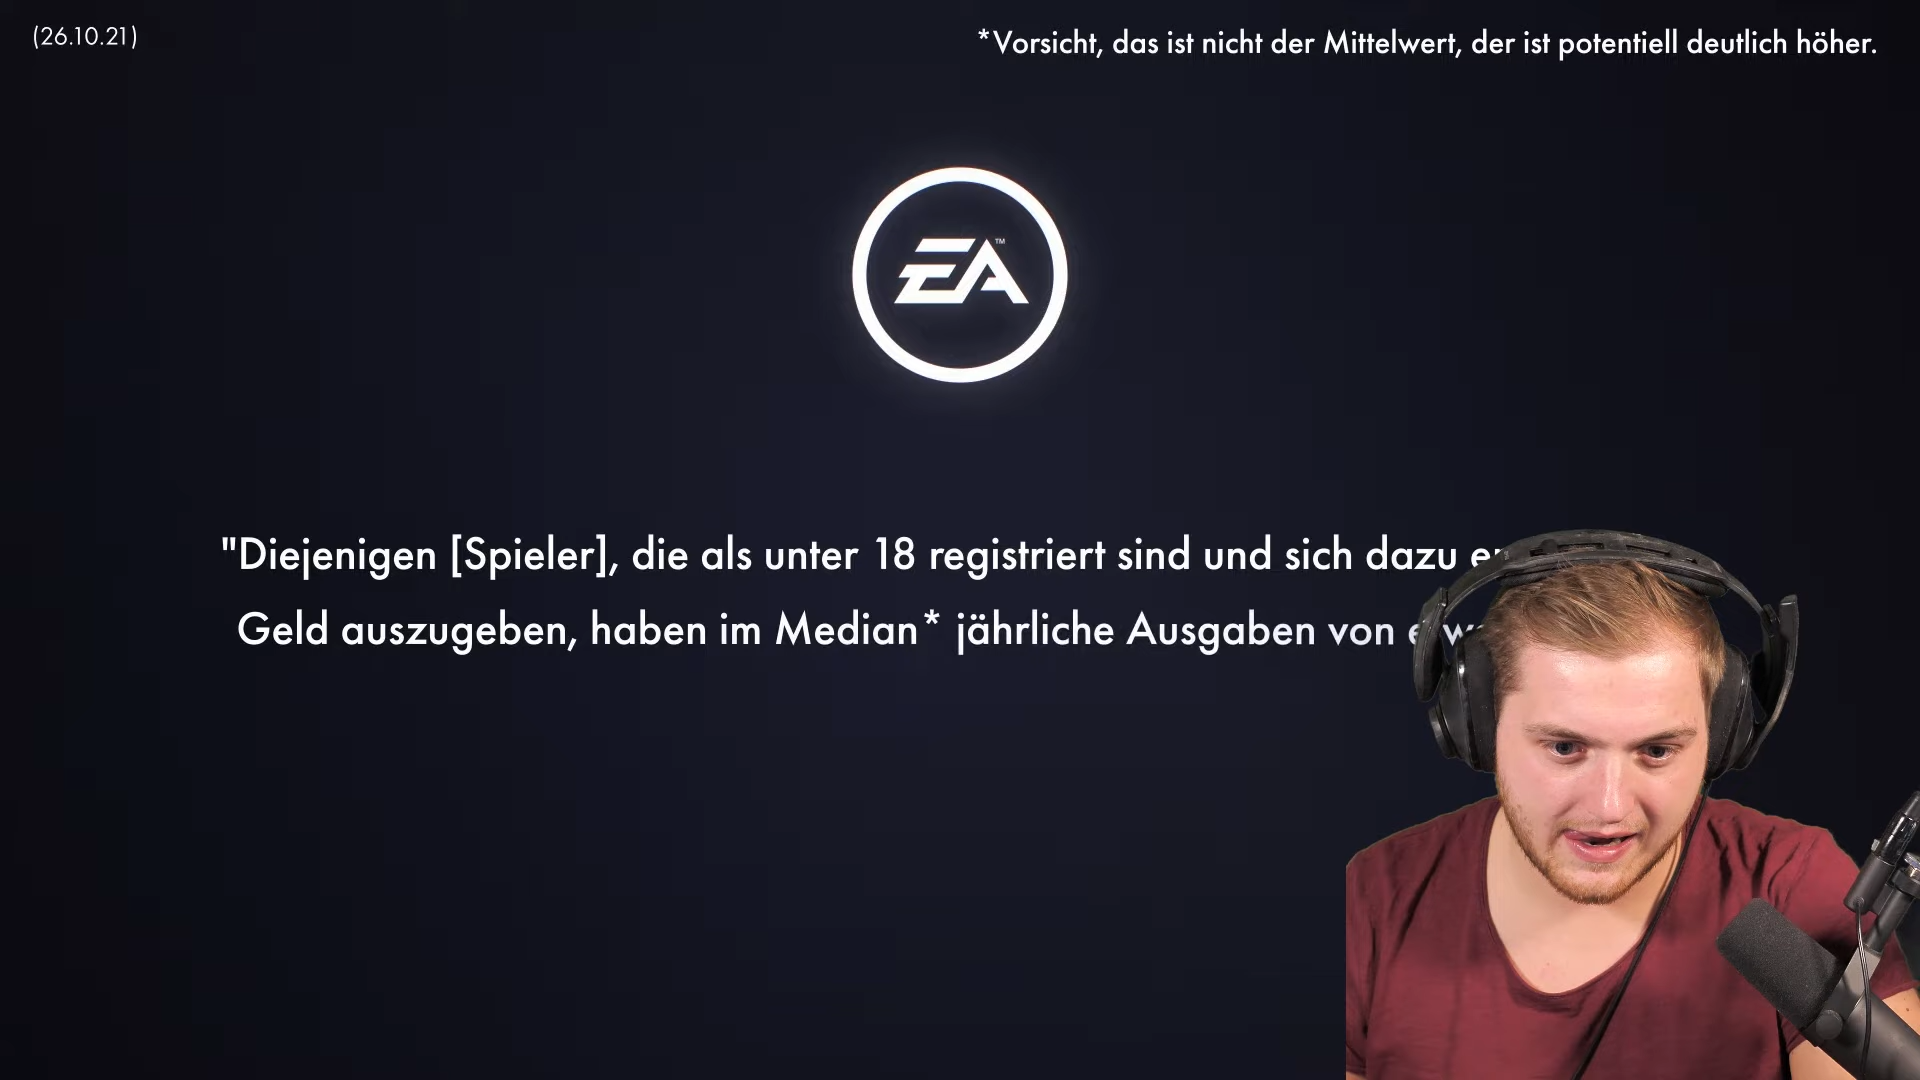 (26.10.21)
*Vorsicht, das ist nicht der Mittelwert, der ist potentiell deutlich höher.
EA™
"Diejenigen [Spieler], die als unter 18 registriert sind und sich dazu
Geld auszugeben, haben im Median* jährliche Ausgaben von